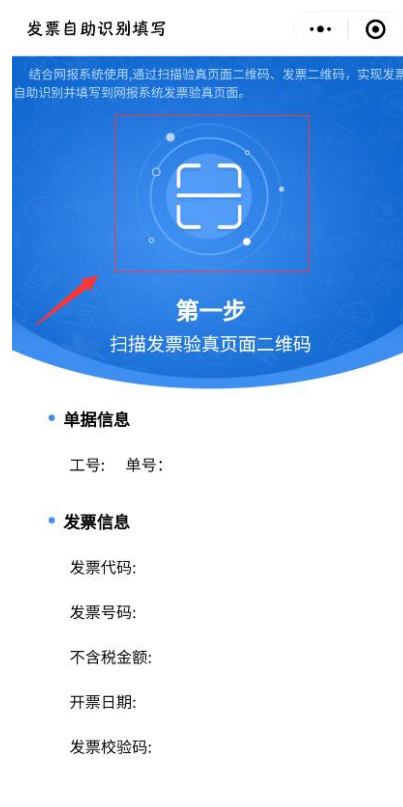 发票自助识别填写
结合网报系统使用,通过扫描验真页面二维码、发票二维码，实现发票
自助识别并填写到网报系统发票验真页面。
第一步
扫描发票验真页面二维码
单据信息
工号: 单号：
发票信息
发票代码:
发票号码:
不含税金额:
开票日期:
发票校验码: